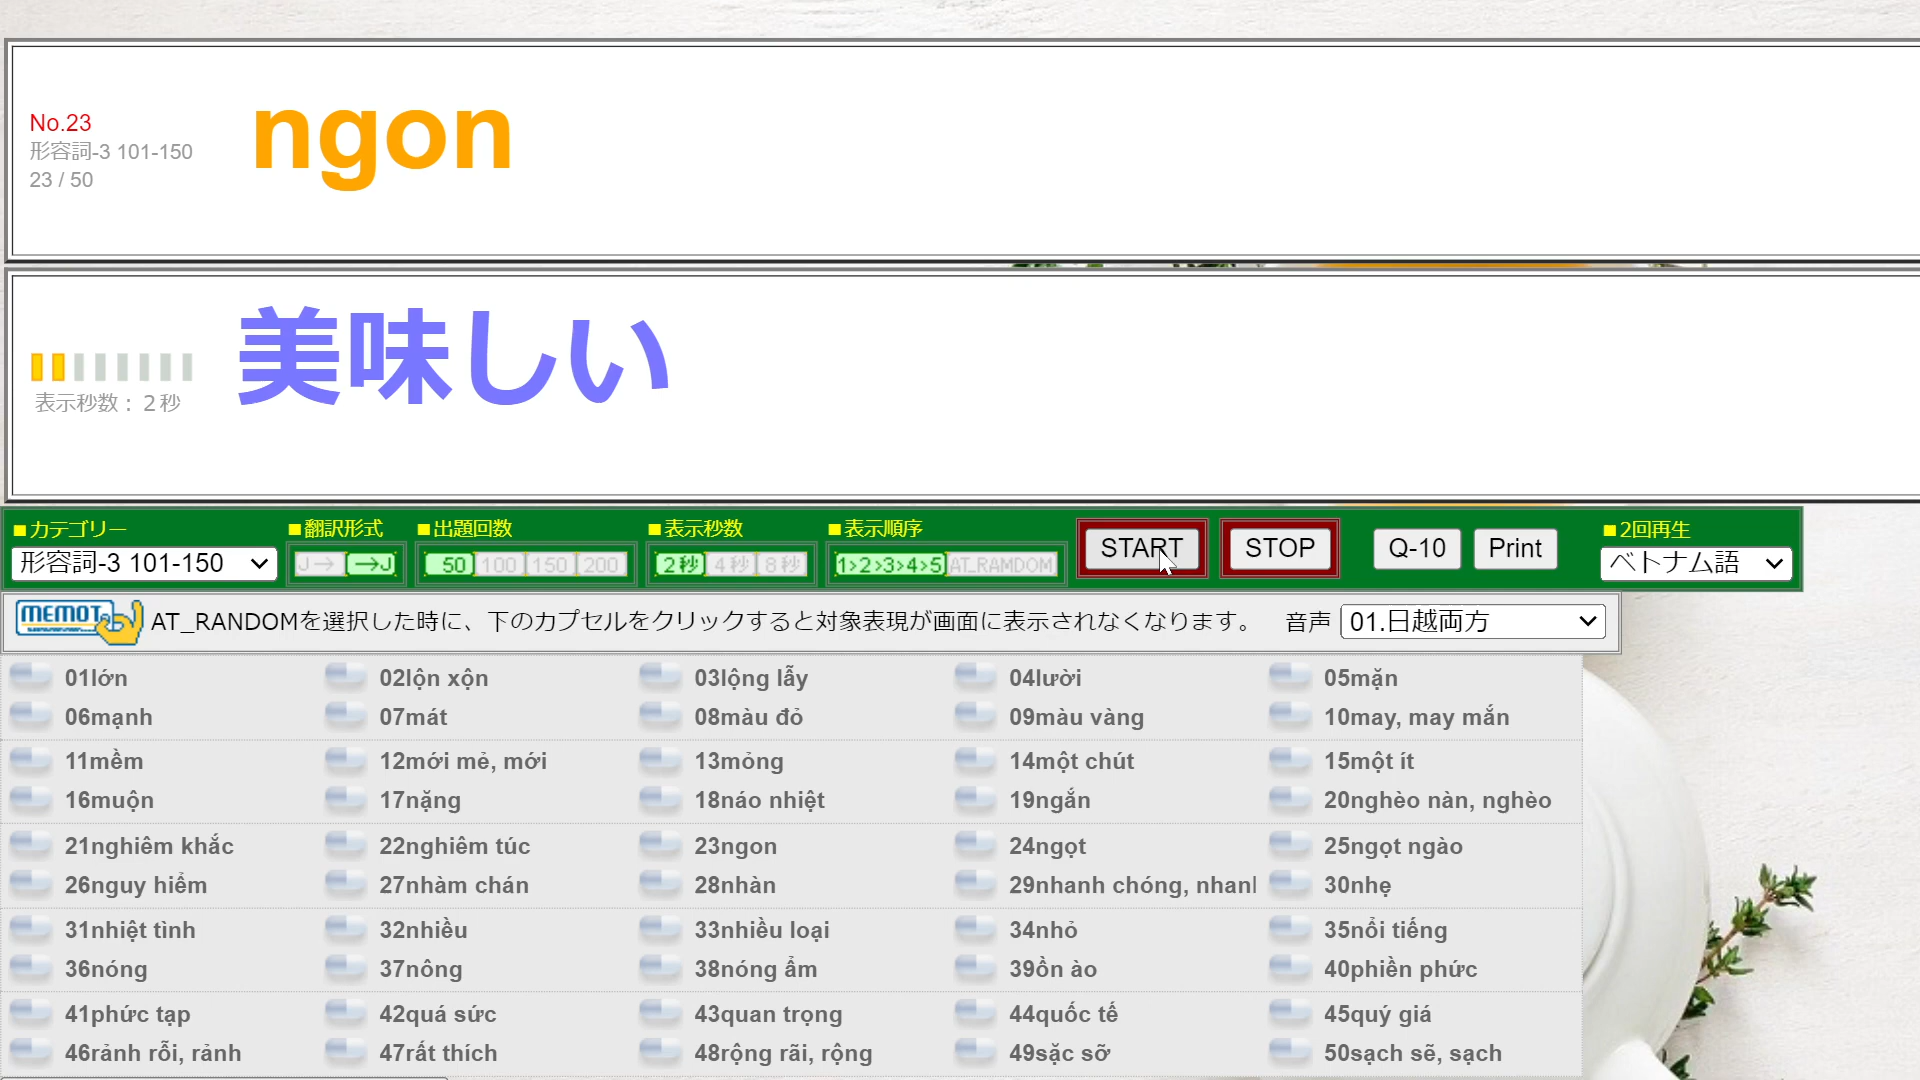 No.23
形容詞-3 101-150
23 / 50
ngon
美味しい
表示秒数：２秒
■カテゴリー ■翻訳形式 ■出題回数 ■表示秒数 ■表示順序 ■2回再生
形容詞-3 101-150 J→ →J 50 100 150 200 2秒 4秒 8秒 1>2>3>4>5 AT_RAMDOM START STOP Q-10 Print ベトナム語
MEMOT AT_RANDOMを選択した時に、下のカプセルをクリックすると対象表現が画面に表示されなくなります。 音声 01.日越両方
01lớn 02lộn xộn 03lộng lẫy 04lười 05mặn
06mạnh 07mát 08màu đỏ 09màu vàng 10may, may mắn
11mềm 12mới mẻ, mới 13mỏng 14một chút 15một ít
16muộn 17nặng 18náo nhiệt 19ngắn 20nghèo nàn, nghèo
21nghiêm khắc 22nghiêm túc 23ngon 24ngọt 25ngọt ngào
26nguy hiểm 27nhàm chán 28nhàn 29nhanh chóng, nhanh 30nhẹ
31nhiệt tình 32nhiều 33nhiều loại 34nhỏ 35nổi tiếng
36nóng 37nông 38nóng ẩm 39ồn ào 40phiền phức
41phức tạp 42quá sức 43quan trọng 44quốc tế 45quý giá
46rảnh rỗi, rảnh 47rất thích 48rộng rãi, rộng 49sặc sỡ 50sạch sẽ, sạch